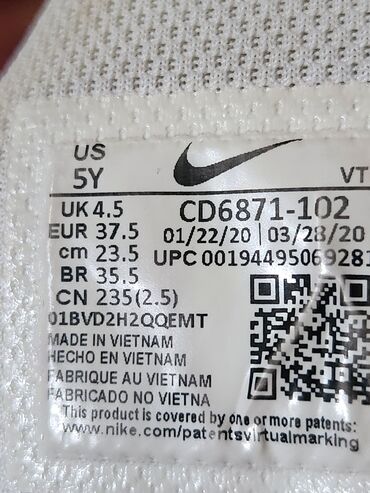 US
5Y
VT
UK 4.5
CD6871-102
EUR 37.5
01/22/20 | 03/28/20
cm 23.5
UPC 00194495069281
BR 35.5
CN 235(2.5)
01BVD2H2QQEMT
MADE IN VIETNAM
HECHO EN VIETNAM
FABRIQUE AU VIETNAM
FABRICADO NO VIETNA
This product is covered by one or more patents:
www.nike.com/patentsvirtualmarking